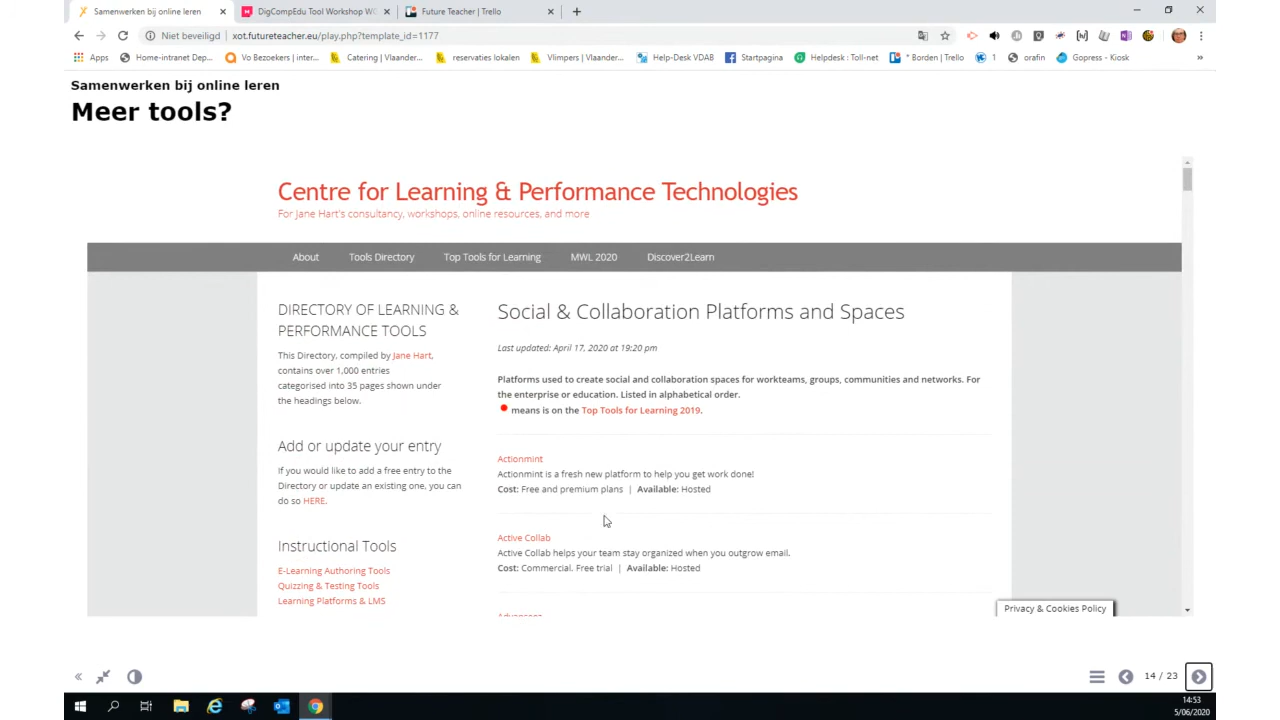 Samenwerken bij online leren
DigCompEdu Tool Workshop W
Future Teacher | Trello
Niet beveiligd
xot.futureteacher.eu/play.php?template_id=1177
Apps
Home-intranet Dep...
Vo Bezoekers | inter...
Catering | Vlaander...
reservaties lokalen
Vlimpers | Vlaander...
Help-Desk VDAB
Startpagina
Helpdesk : Toll-net
* Borden | Trello
1
orafin
Gopress - Kiosk
»
Samenwerken bij online leren
Meer tools?
Centre for Learning & Performance Technologies
For Jane Hart's consultancy, workshops, online resources, and more
About
Tools Directory
Top Tools for Learning
MWL 2020
Discover2Learn
DIRECTORY OF LEARNING &
PERFORMANCE TOOLS
This Directory, compiled by Jane Hart,
contains over 1,000 entries
categorised into 35 pages shown under
the headings below.
Add or update your entry
If you would like to add a free entry to the
Directory or update an existing one, you can
do so HERE.
Instructional Tools
E-Learning Authoring Tools
Quizzing & Testing Tools
Learning Platforms & LMS
Social & Collaboration Platforms and Spaces
Last updated: April 17, 2020 at 19:20 pm
Platforms used to create social and collaboration spaces for workteams, groups, communities and networks. For
the enterprise or education. Listed in alphabetical order.
means is on the Top Tools for Learning 2019.
Actionmint
Actionmint is a fresh new platform to help you get work done!
Cost: Free and premium plans | Available: Hosted
Active Collab
Active Collab helps your team stay organized when you outgrow email.
Cost: Commercial. Free trial | Available: Hosted
Privacy & Cookies Policy
«
14 / 23
14:53
5/06/2020